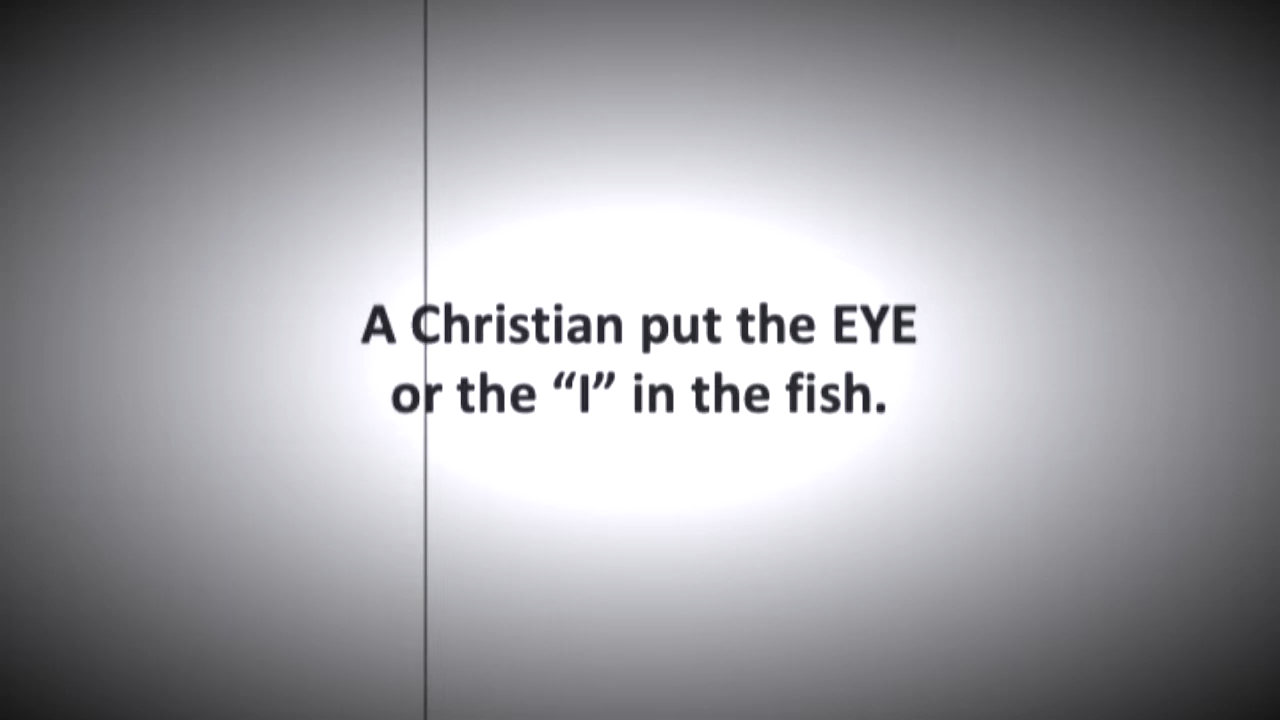 A Christian put the EYE
or the “I” in the fish.